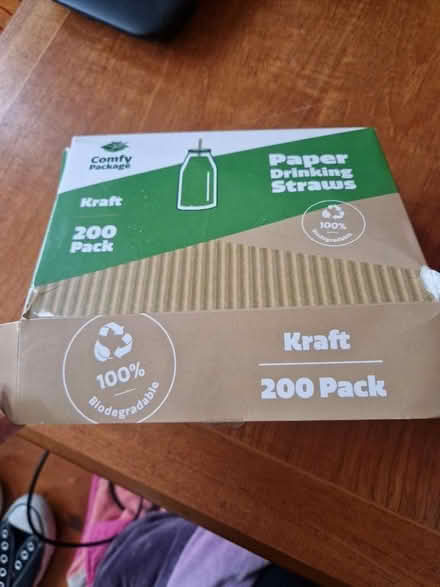 Comfy
Package
Kraft
200
Pack
Paper
Drinking
Straws
100%
Biodegradable
100%
Biodegradable
Kraft
200 Pack